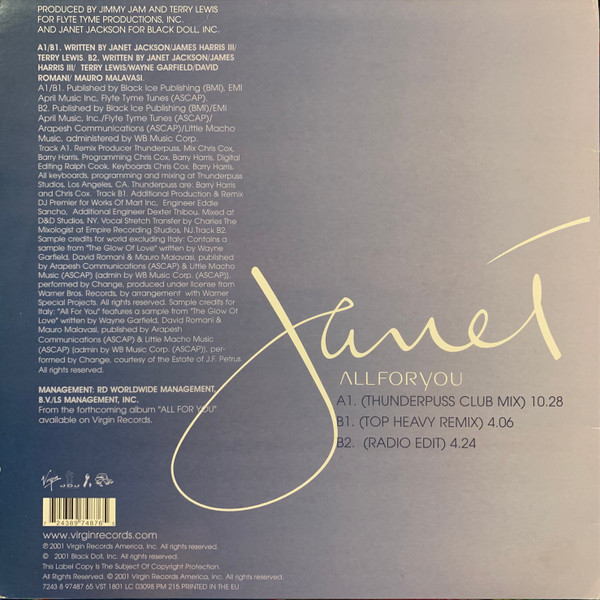 PRODUCED BY JIMMY JAM AND TERRY LEWIS
FOR FLYTE TYME PRODUCTIONS, INC.
AND JANET JACKSON FOR BLACK DOLL, INC.
A1/B1. WRITTEN BY JANET JACKSON/JAMES HARRIS III/
TERRY LEWIS. B2. WRITTEN BY JANET JACKSON/JAMES
HARRIS III/ TERRY LEWIS/WAYNE GARFIELD/DAVID
ROMANI/ MAURO MALAVASI.
A1/B1. Published by Black Ice Publishing (BMI), EMI
April Music Inc, Flyte Tyme Tunes (ASCAP).
B2. Published by Black Ice Publishing (BMI)/EMI
April Music, Inc./Flyte Tyme Tunes (ASCAP)/
Arapesh Communications (ASCAP)/Little Macho
Music, administered by WB Music Corp.
Track A1. Remix Producer Thunderpuss, Mix Chris Cox,
Barry Harris, Programming Chris Cox, Barry Harris, Digital
Editing Ralph Cook, Keyboards Chris Cox, Barry Harris.
All keyboards, programming and mixing at Thunderpuss
Studios, Los Angeles, CA. Thunderpuss are: Barry Harris
and Chris Cox. Track B1. Additional Production & Remix
DJ Premier for Works Of Mart Inc, Engineer Eddie
Sancho, Additional Engineer Dexter Thibou. Mixed at
D&D Studios, NY. Vocal Stretch Transfer by Charles The
Mixologist at Empire Recording Studios, NJ.Track B2.
Sample credits for world excluding Italy: Contains a
sample from "The Glow Of Love" written by Wayne
Garfield, David Romani & Mauro Malavasi, published
by Arapesh Communications (ASCAP) & Little Macho
Music (ASCAP) (admin by WB Music Corp. (ASCAP)),
performed by Change, produced under license from
Warner Bros. Records, by arrangement with Warner
Special Projects. All rights reserved. Sample credits for
Italy: "All For You" features a sample from "The Glow Of
Love" written by Wayne Garfield, David Romani &
Mauro Malavasi, published by Arapesh
Communications (ASCAP) & Little Macho Music
(ASCAP) (admin by WB Music Corp. (ASCAP)), per-
formed by Change, courtesy of the Estate of J.F. Petrus.
All rights reserved.
MANAGEMENT: RD WORLDWIDE MANAGEMENT,
B.V./LS MANAGEMENT, INC.
From the forthcoming album "ALL FOR YOU"
available on Virgin Records.
Janet
ALL FOR YOU
A1. (THUNDERPUSS CLUB MIX) 10.28
B1. (TOP HEAVY REMIX) 4.06
B2. (RADIO EDIT) 4.24
Virgin
7 24389 74876 5
www.virginrecords.com
℗ 2001 Virgin Records America, Inc. All rights reserved.
© 2001 Black Doll, Inc. All rights reserved.
This Label Copy Is The Subject Of Copyright Protection.
All Rights Reserved. © 2001 Virgin Records America, Inc. All rights reserved.
7243 8 97487 65 VST 1801 LC 03098 PM 215 PRINTED IN THE EU